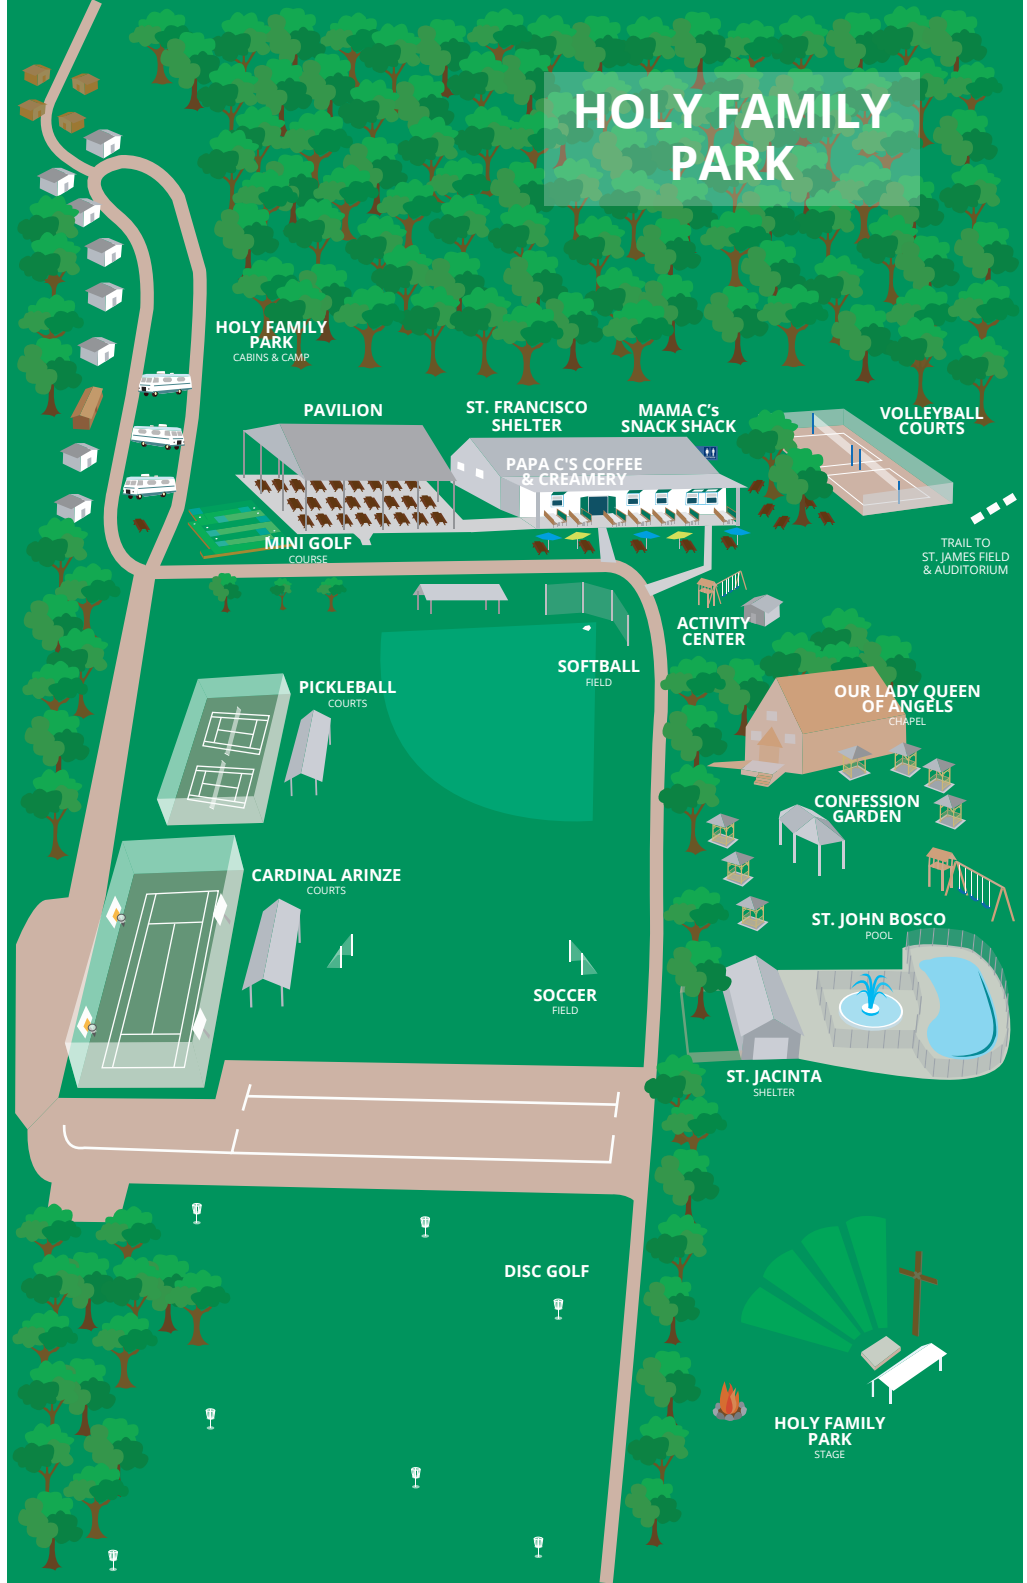 HOLY FAMILY
PARK
HOLY FAMILY
PARK
CABINS & CAMP
PAVILION
ST. FRANCISCO
SHELTER
MAMA C's
SNACK SHACK
VOLLEYBALL
COURTS
PAPA C'S COFFEE
& CREAMERY
MINI GOLF
COURSE
TRAIL TO
ST. JAMES FIELD
& AUDITORIUM
ACTIVITY
CENTER
SOFTBALL
FIELD
PICKLEBALL
COURTS
OUR LADY QUEEN
OF ANGELS
CHAPEL
CONFESSION
GARDEN
CARDINAL ARINZE
COURTS
ST. JOHN BOSCO
POOL
SOCCER
FIELD
ST. JACINTA
SHELTER
DISC GOLF
HOLY FAMILY
PARK
STAGE